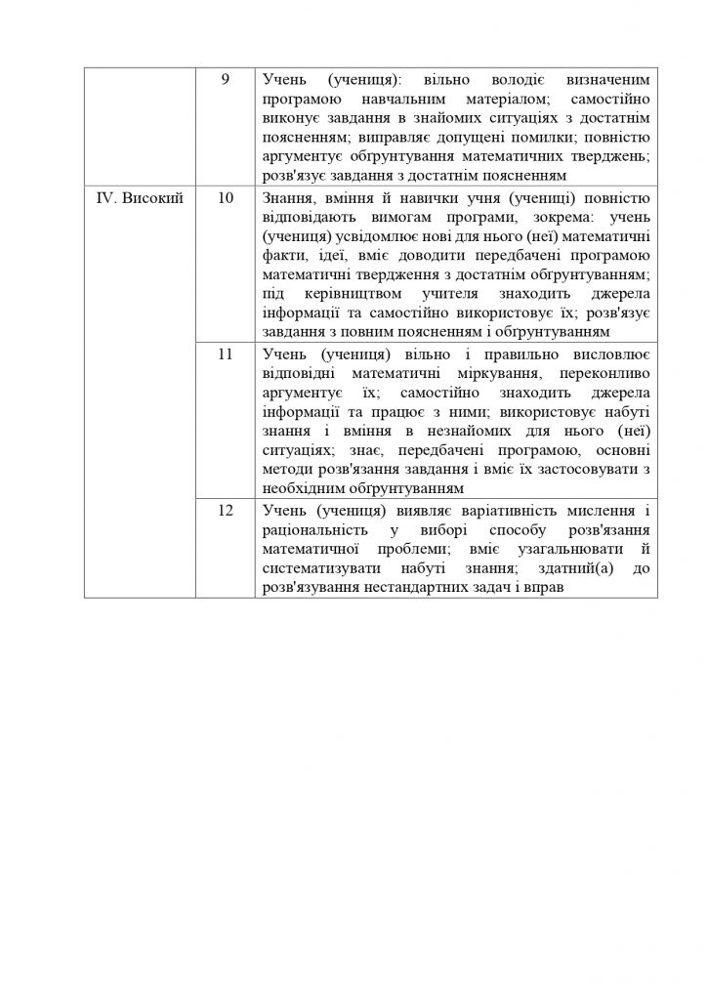 9
Учень (учениця): вільно володіє визначеним
програмою навчальним матеріалом; самостійно
виконує завдання в знайомих ситуаціях з достатнім
поясненням; виправляє допущені помилки; повністю
аргументує обґрунтування математичних тверджень;
розв'язує завдання з достатнім поясненням
IV. Високий
10
Знання, вміння й навички учня (учениці) повністю
відповідають вимогам програми, зокрема: учень
(учениця) усвідомлює нові для нього (неї) математичні
факти, ідеї, вміє доводити передбачені програмою
математичні твердження з достатнім обґрунтуванням;
під керівництвом учителя знаходить джерела
інформації та самостійно використовує їх; розв'язує
завдання з повним поясненням і обґрунтуванням
11
Учень (учениця) вільно і правильно висловлює
відповідні математичні міркування, переконливо
аргументує їх; самостійно знаходить джерела
інформації та працює з ними; використовує набуті
знання і вміння в незнайомих для нього (неї)
ситуаціях; знає, передбачені програмою, основні
методи розв'язання завдання і вміє їх застосовувати з
необхідним обґрунтуванням
12
Учень (учениця) виявляє варіативність мислення і
раціональність у виборі способу розв'язання
математичної проблеми; вміє узагальнювати й
систематизувати набуті знання; здатний(а) до
розв'язування нестандартних задач і вправ